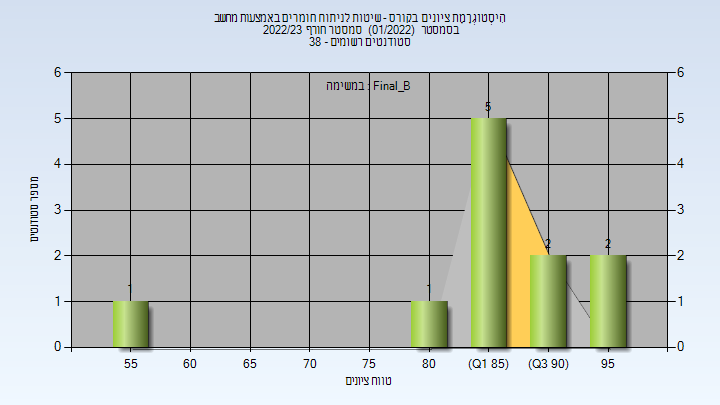 היסטוגרמת ציונים בקורס - שיטות לניתוח חומרים באמצעות מחשב
בסמסטר (01/2022) סמסטר חורף 2022/23
סטודנטים רשומים - 38
במשימה : Final_B
6 6
5 5
5
4 4
מספר סטודנטים
3 3
2 2
2 2
1 1
1 1
0 0
55 60 65 70 75 80 (Q1 85) (Q3 90) 95
טווח ציונים